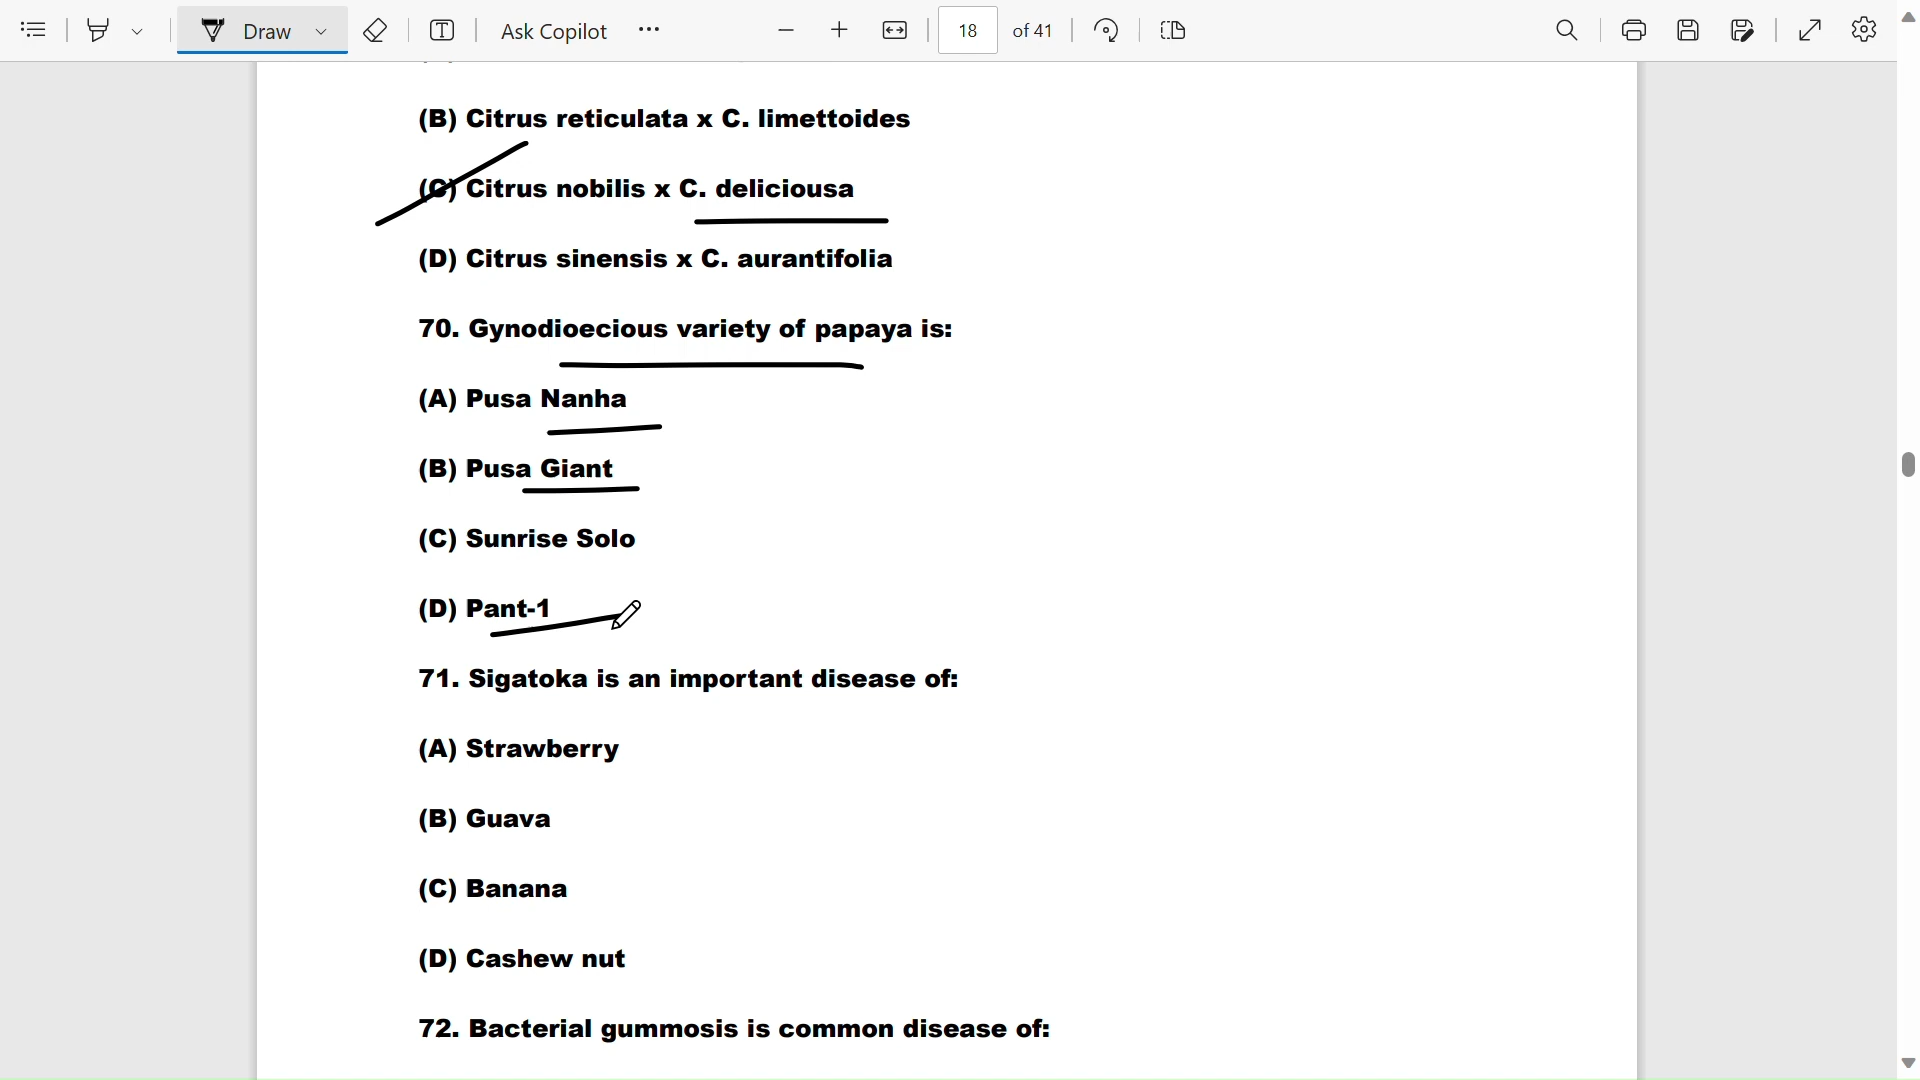 Draw
Ask Copilot
18 of 41
(B) Citrus reticulata x C. limettoides
(C) Citrus nobilis x C. deliciousa
(D) Citrus sinensis x C. aurantifolia
70. Gynodioecious variety of papaya is:
(A) Pusa Nanha
(B) Pusa Giant
(C) Sunrise Solo
(D) Pant-1
71. Sigatoka is an important disease of:
(A) Strawberry
(B) Guava
(C) Banana
(D) Cashew nut
72. Bacterial gummosis is common disease of: